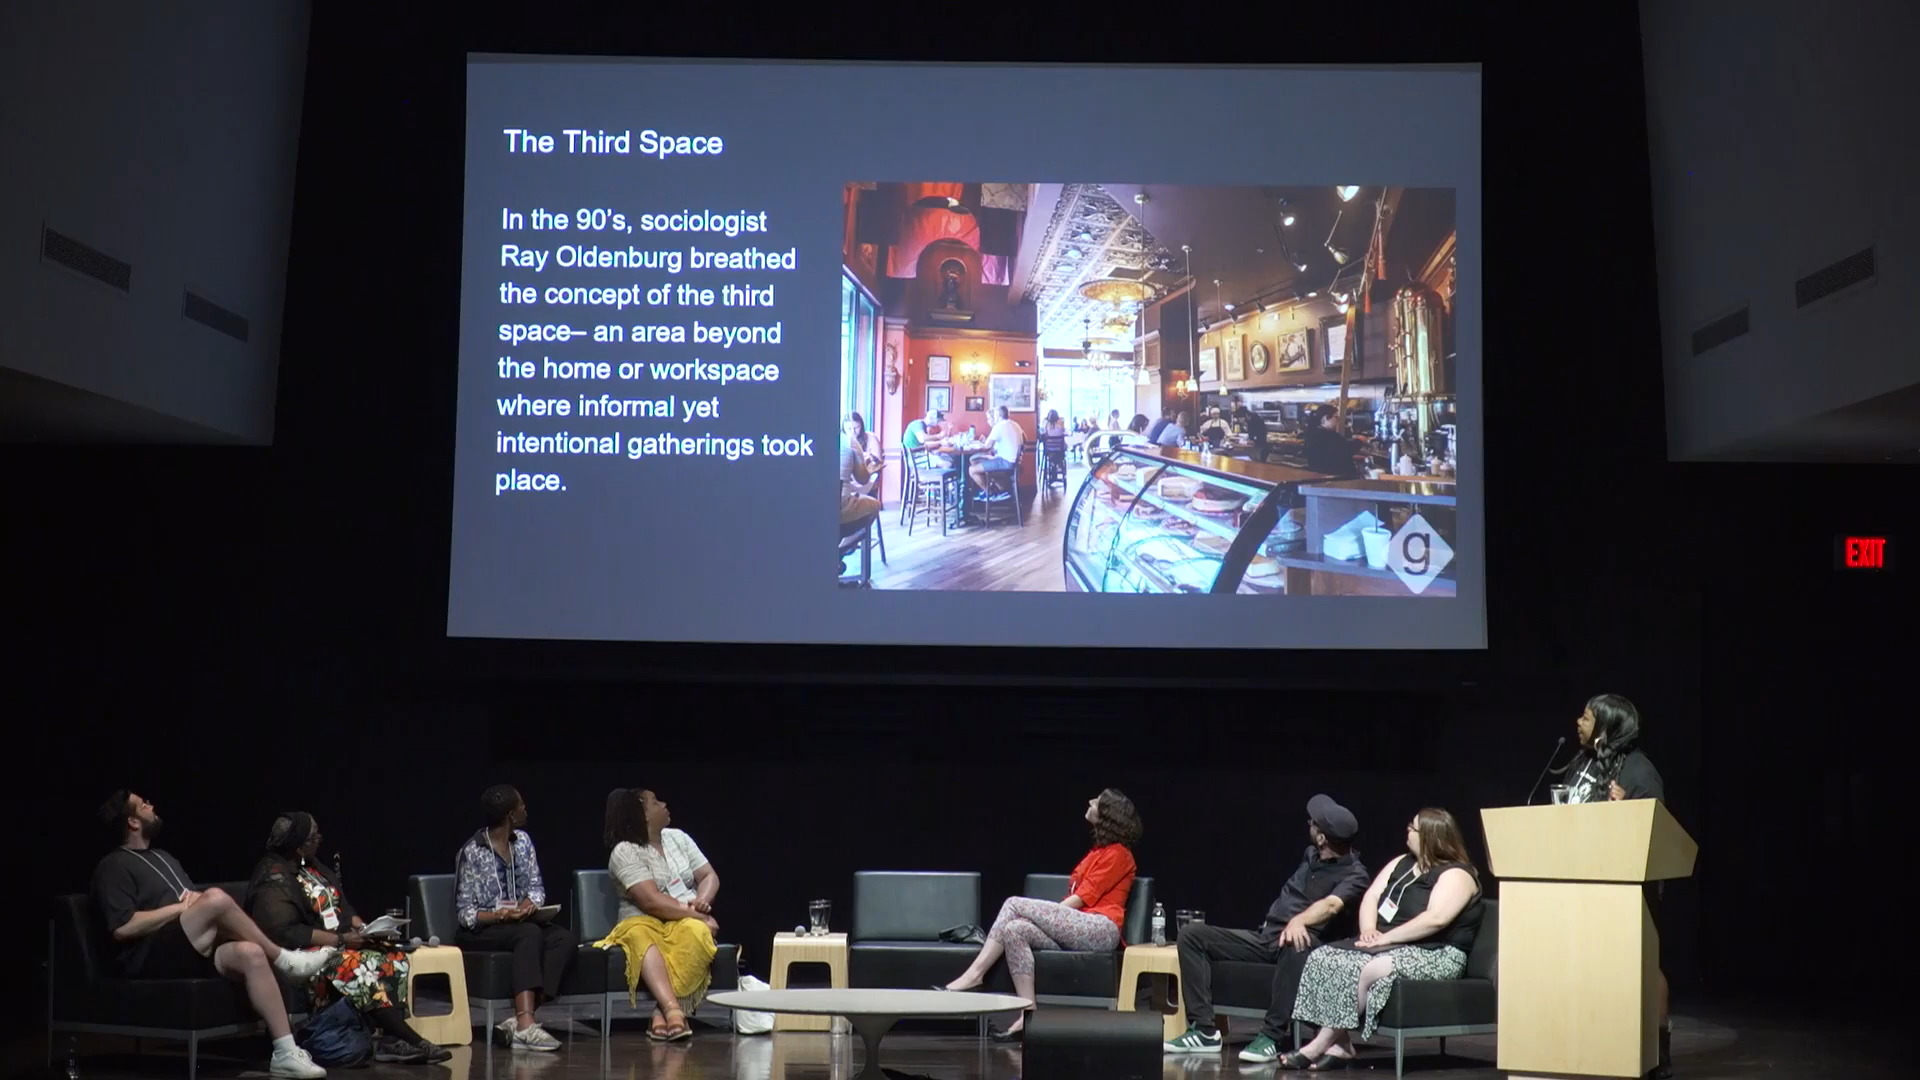 The Third Space
In the 90's, sociologist
Ray Oldenburg breathed
the concept of the third
space– an area beyond
the home or workspace
where informal yet
intentional gatherings took
place.
g
EXIT